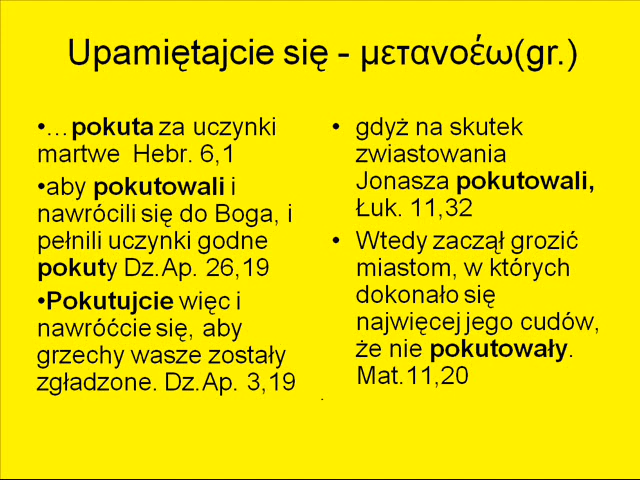 Upamiętajcie się - μετανοέω(gr.)
•…pokuta za uczynki
martwe Hebr. 6,1
•aby pokutowali i
nawrócili się do Boga, i
pełnili uczynki godne
pokuty Dz.Ap. 26,19
•Pokutujcie więc i
nawróćcie się, aby
grzechy wasze zostały
zgładzone. Dz.Ap. 3,19
• gdyż na skutek
zwiastowania
Jonasza pokutowali,
Łuk. 11,32
• Wtedy zaczął grozić
miastom, w których
dokonało się
najwięcej jego cudów,
że nie pokutowały.
Mat.11,20
.